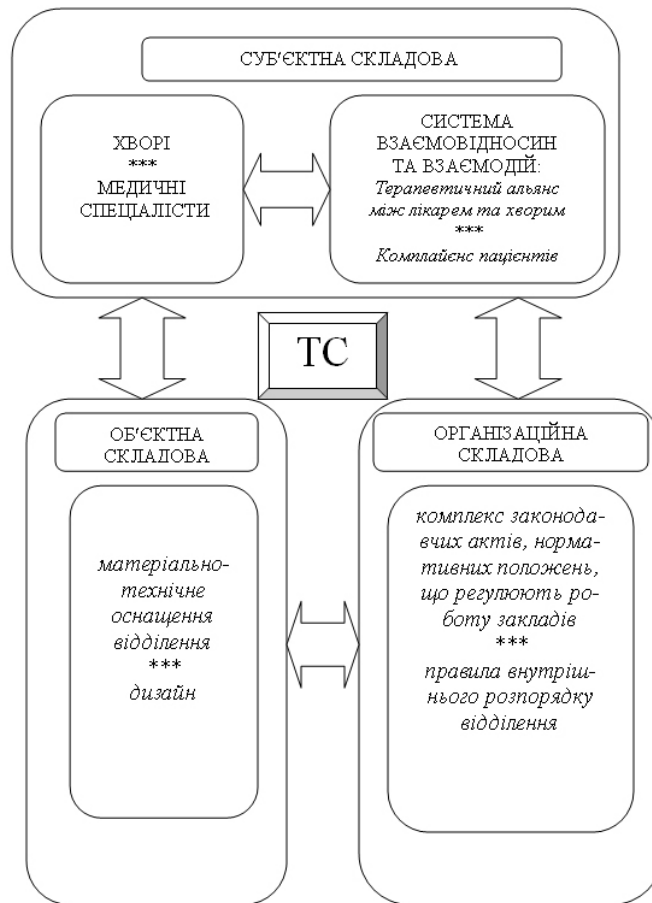 СУБ'ЄКТНА СКЛАДОВА
ХВОРІ
***
МЕДИЧНІ
СПЕЦІАЛІСТИ
СИСТЕМА
ВЗАЄМОВІДНОСИН
ТА ВЗАЄМОДІЙ:
Терапевтичний альянс
між лікарем та хворим
***
Комплайєнс пацієнтів
ТС
ОБ'ЄКТНА
СКЛАДОВА
матеріально-
технічне
оснащення
відділення
***
дизайн
ОРГАНІЗАЦІЙНА
СКЛАДОВА
комплекс законода-
вчих актів, норма-
тивних положень,
що регулюють ро-
боту закладів
***
правила внутріш-
нього розпорядку
відділення